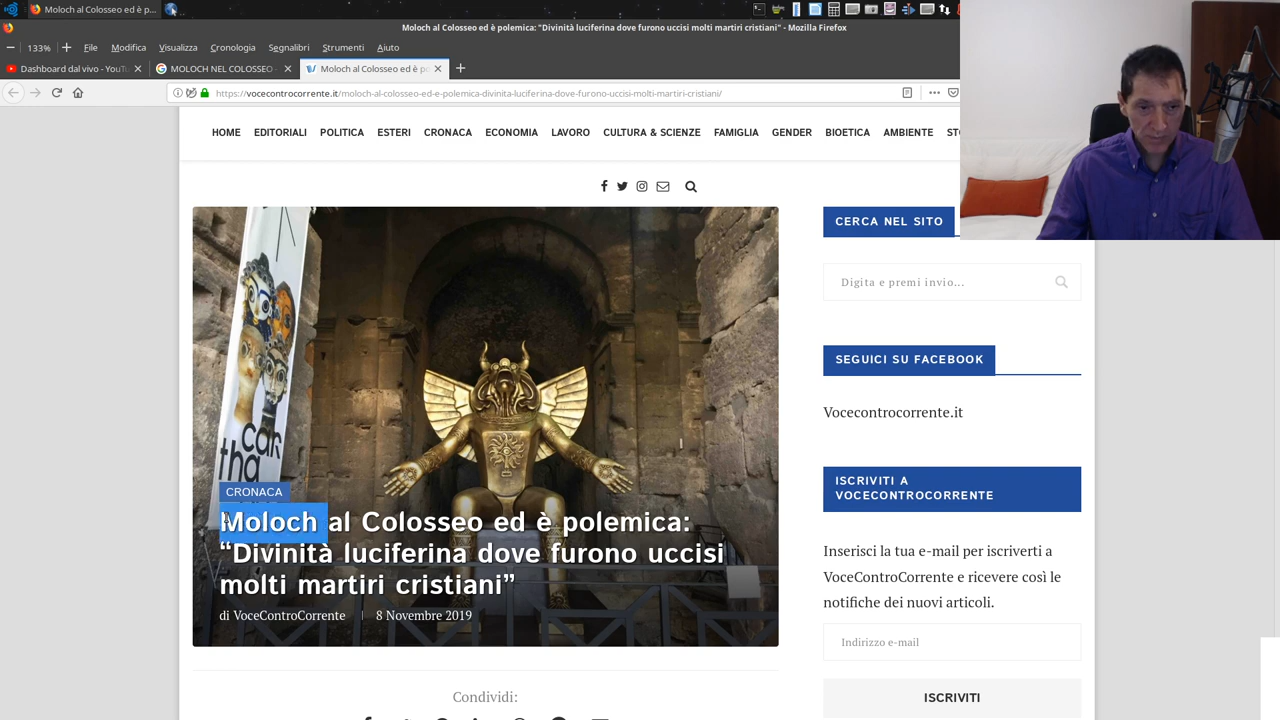 Moloch al Colosseo ed è p...
Moloch al Colosseo ed è polemica: "Divinità luciferina dove furono uccisi molti martiri cristiani" - Mozilla Firefox
133% File Modifica Visualizza Cronologia Segnalibri Strumenti Aiuto
Dashboard dal vivo - YouTu MOLOCH NEL COLOSSEO - Moloch al Colosseo ed è po
https://vocecontrocorrente.it/moloch-al-colosseo-ed-e-polemica-divinita-luciferina-dove-furono-uccisi-molti-martiri-cristiani/
HOME EDITORIALI POLITICA ESTERI CRONACA ECONOMIA LAVORO CULTURA & SCIENZE FAMIGLIA GENDER BIOETICA AMBIENTE STO
car
tha
CRONACA
Moloch al Colosseo ed è polemica:
“Divinità luciferina dove furono uccisi
molti martiri cristiani”
di VoceControCorrente 8 Novembre 2019
Condividi:
CERCA NEL SITO
Digita e premi invio...
SEGUICI SU FACEBOOK
Vocecontrocorrente.it
ISCRIVITI A
VOCECONTROCORRENTE
Inserisci la tua e-mail per iscriverti a
VoceControCorrente e ricevere così le
notifiche dei nuovi articoli.
Indirizzo e-mail
ISCRIVITI